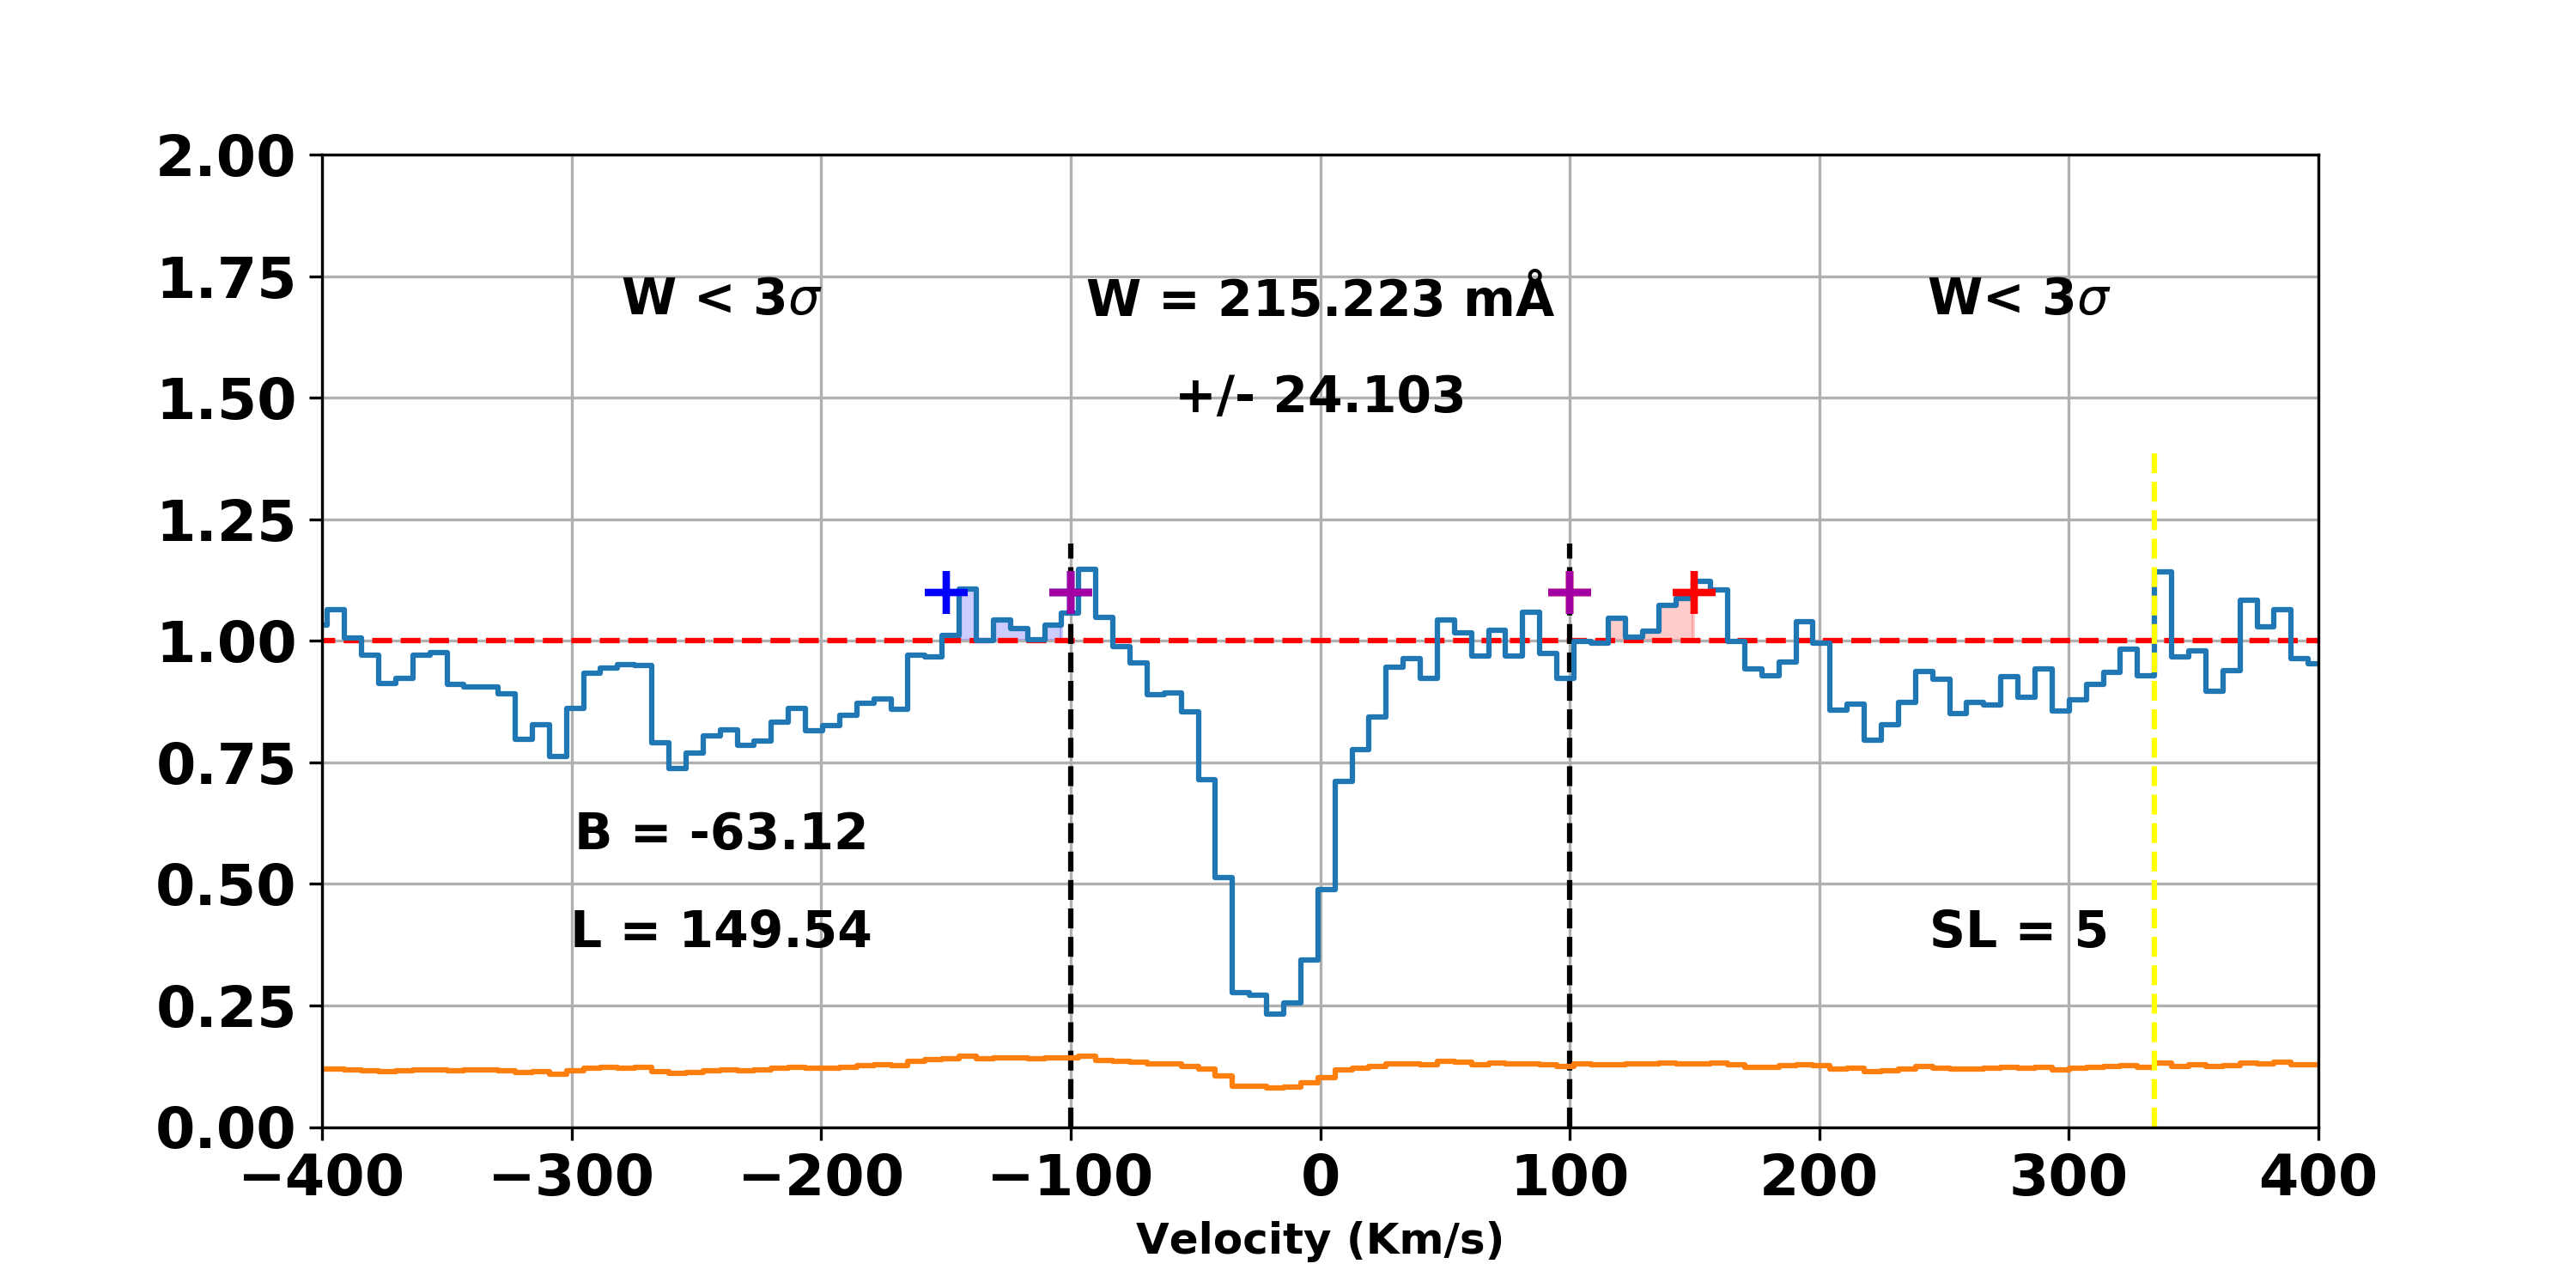 2.00
1.75
W < 3σ
W = 215.223 mÅ
W< 3σ
1.50
+/- 24.103
1.25
1.00
0.75
B = -63.12
0.50
L = 149.54
SL = 5
0.25
0.00
−400 −300 −200 −100 0 100 200 300 400
Velocity (Km/s)